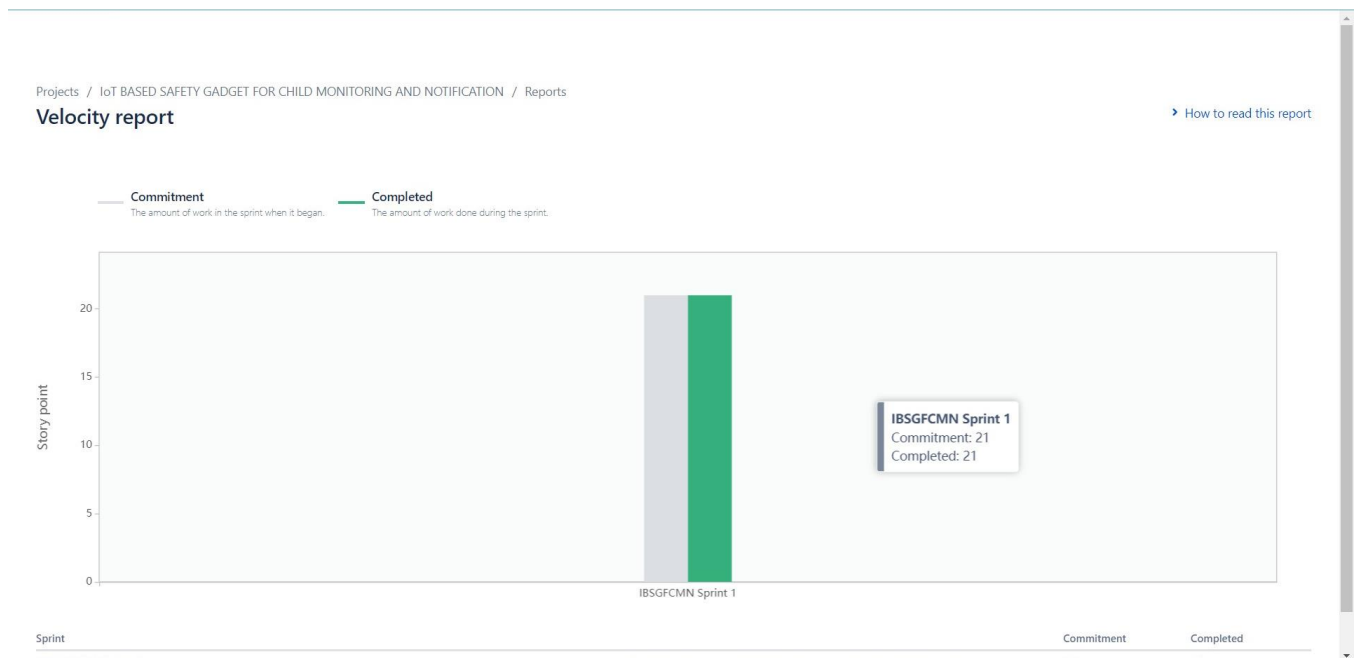 Projects / IoT BASED SAFETY GADGET FOR CHILD MONITORING AND NOTIFICATION / Reports
Velocity report
How to read this report
Commitment
The amount of work in the sprint when it began.
Completed
The amount of work done during the sprint.
20
15
10
5
0
Story point
IBSGFCMN Sprint 1
Commitment: 21
Completed: 21
IBSGFCMN Sprint 1
Sprint Commitment Completed